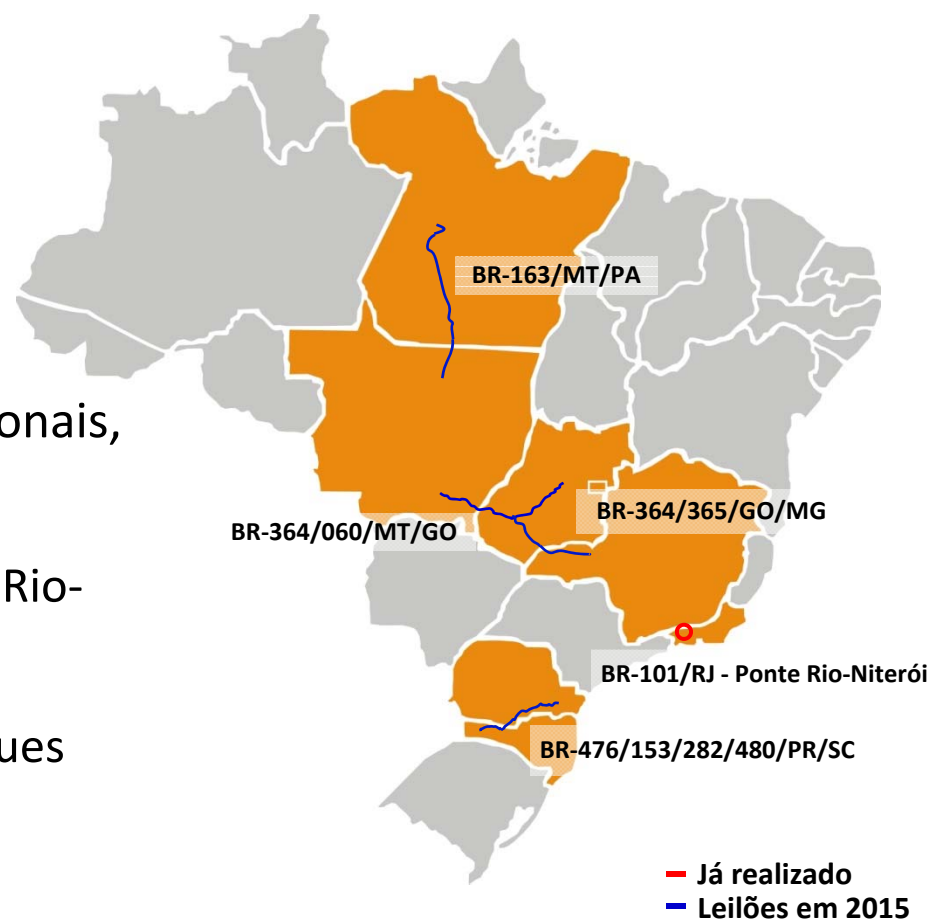 BR-163/MT/PA
onais,
BR-364/365/GO/MG
BR-364/060/MT/GO
Rio-
BR-101/RJ - Ponte Rio-Niterói
ues
BR-476/153/282/480/PR/SC
Já realizado
Leilões em 2015